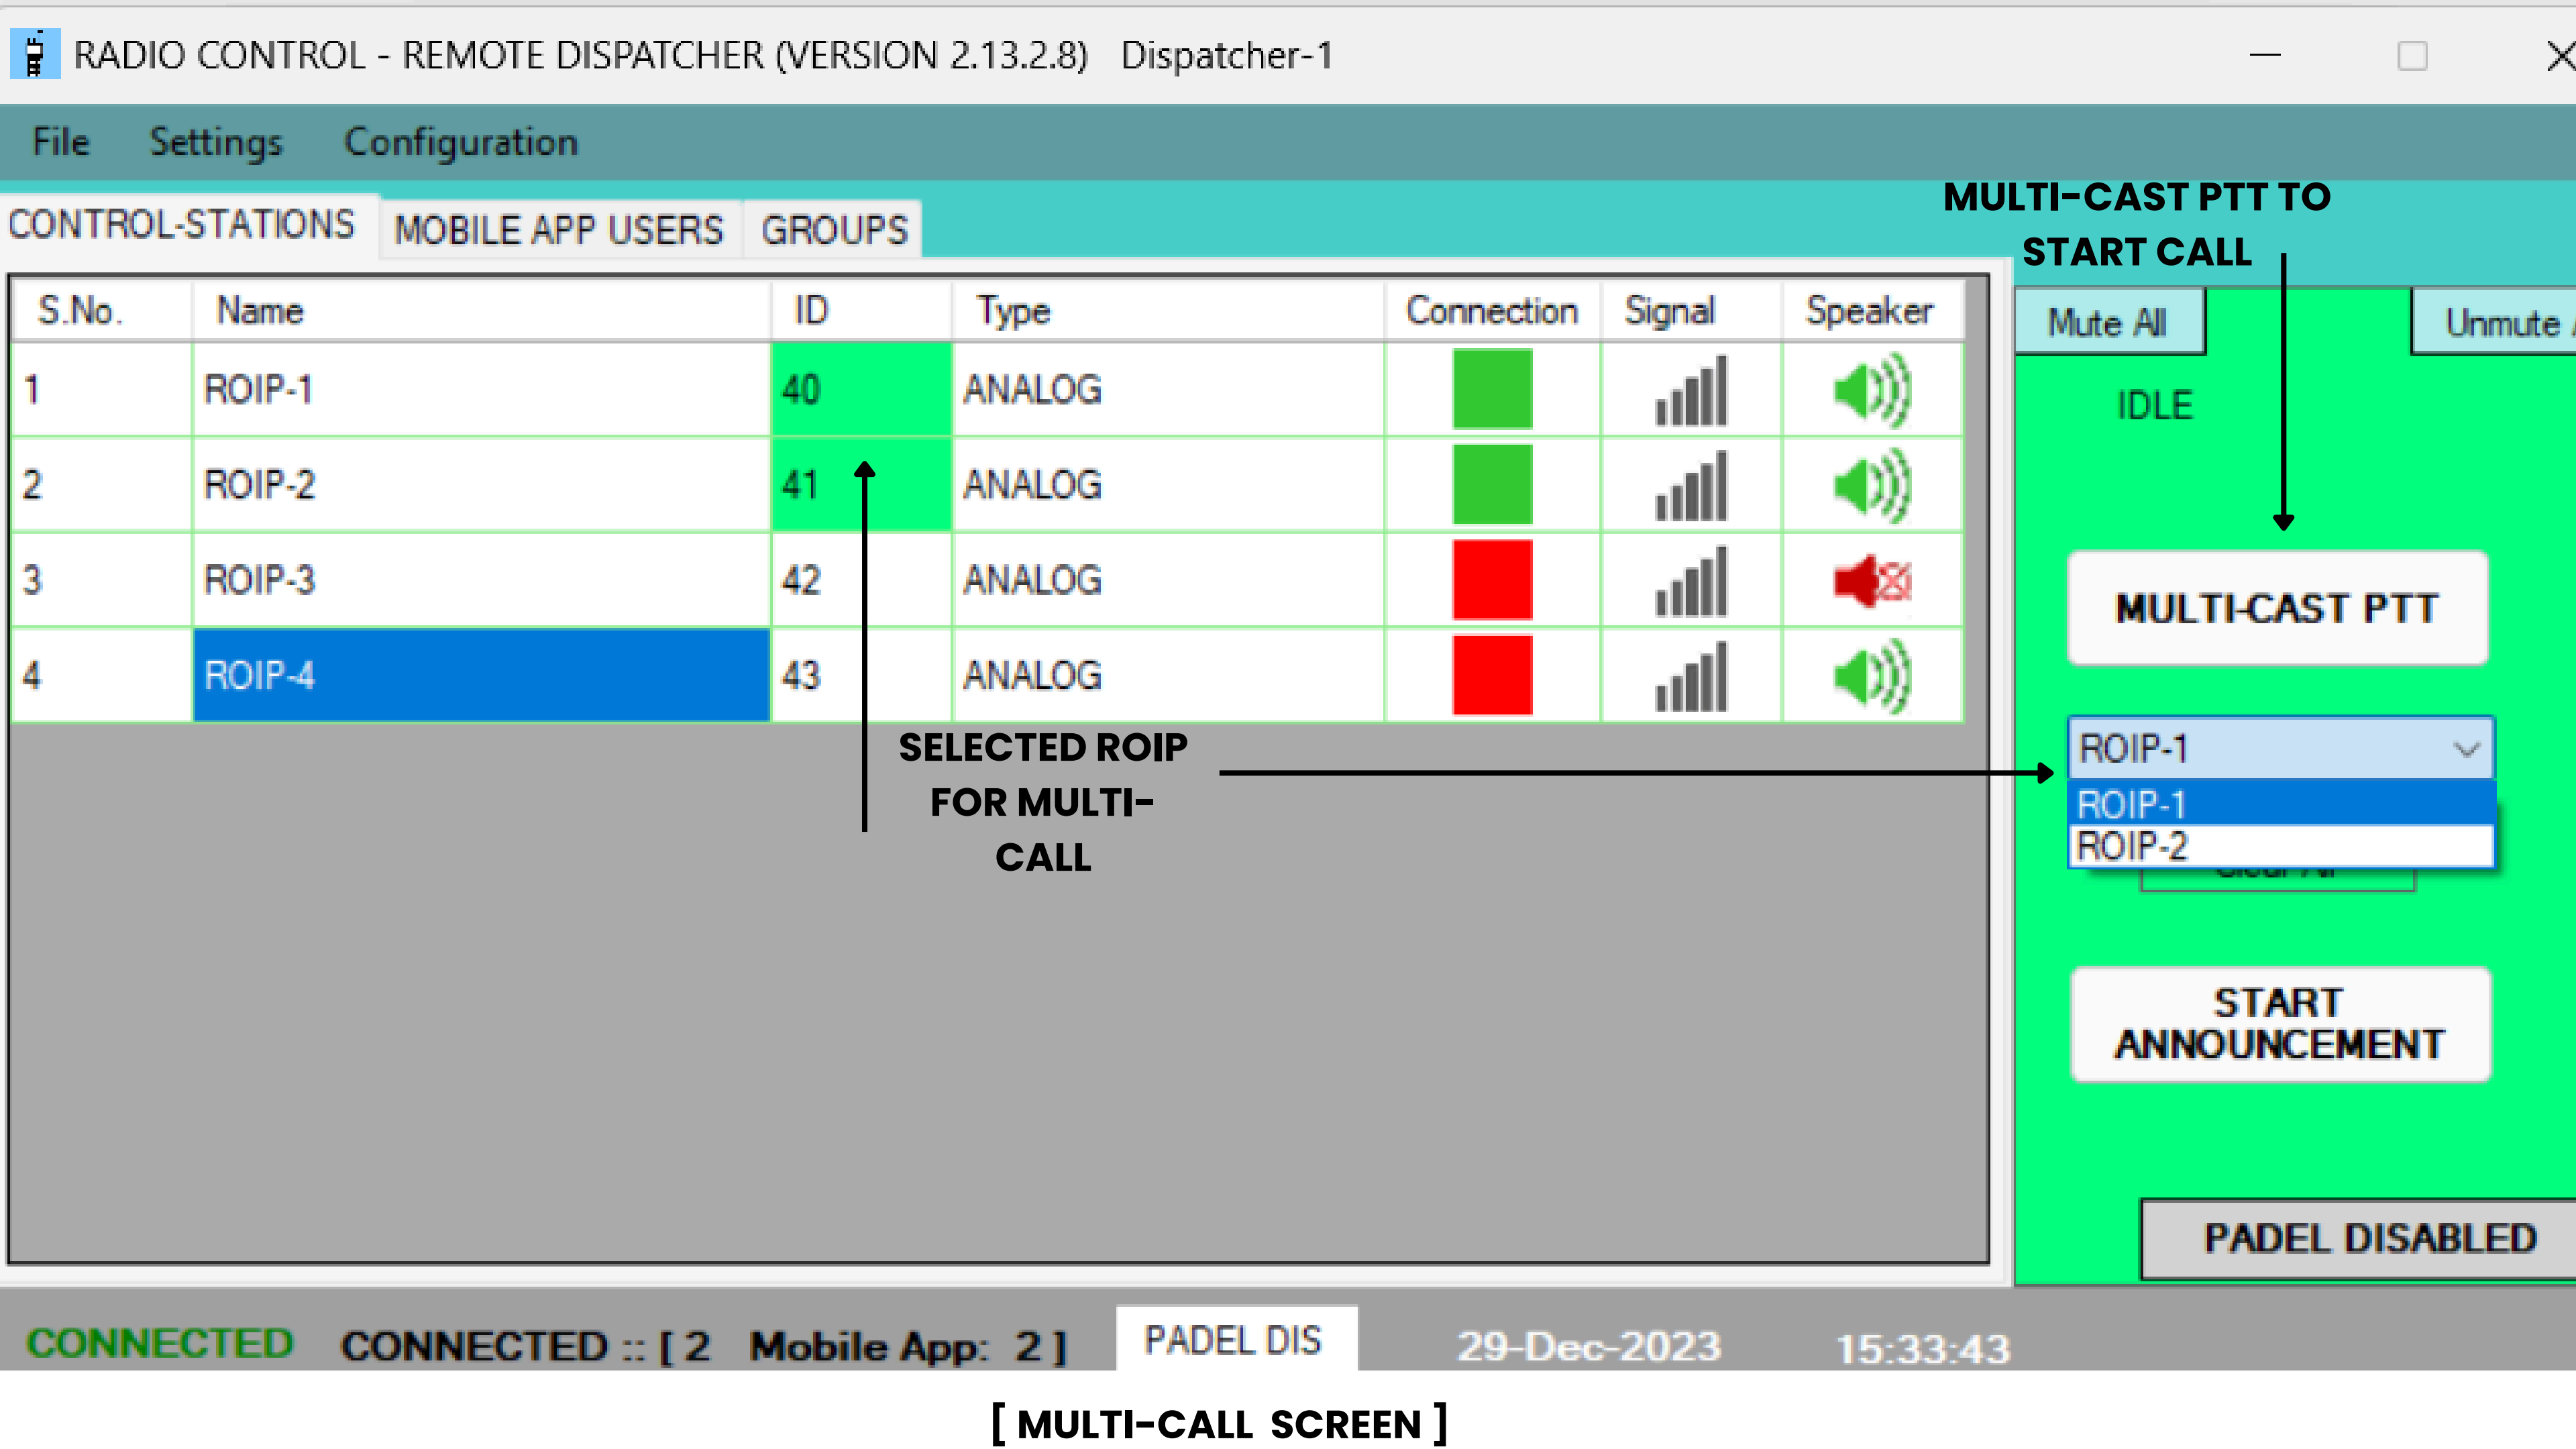 RADIO CONTROL - REMOTE DISPATCHER (VERSION 2.13.2.8) Dispatcher-1
File Settings Configuration
CONTROL-STATIONS MOBILE APP USERS GROUPS
MULTI-CAST PTT TO
START CALL
S.No. Name ID Type Connection Signal Speaker
Mute All Unmute
1 ROIP-1 40 ANALOG
IDLE
2 ROIP-2 41 ANALOG
3 ROIP-3 42 ANALOG
MULTI-CAST PTT
4 ROIP-4 43 ANALOG
SELECTED ROIP
FOR MULTI-
CALL
ROIP-1
ROIP-1
ROIP-2
START
ANNOUNCEMENT
PADEL DISABLED
CONNECTED CONNECTED :: [ 2 Mobile App: 2 ] PADEL DIS 29-Dec-2023 15:33:43
[ MULTI-CALL SCREEN ]